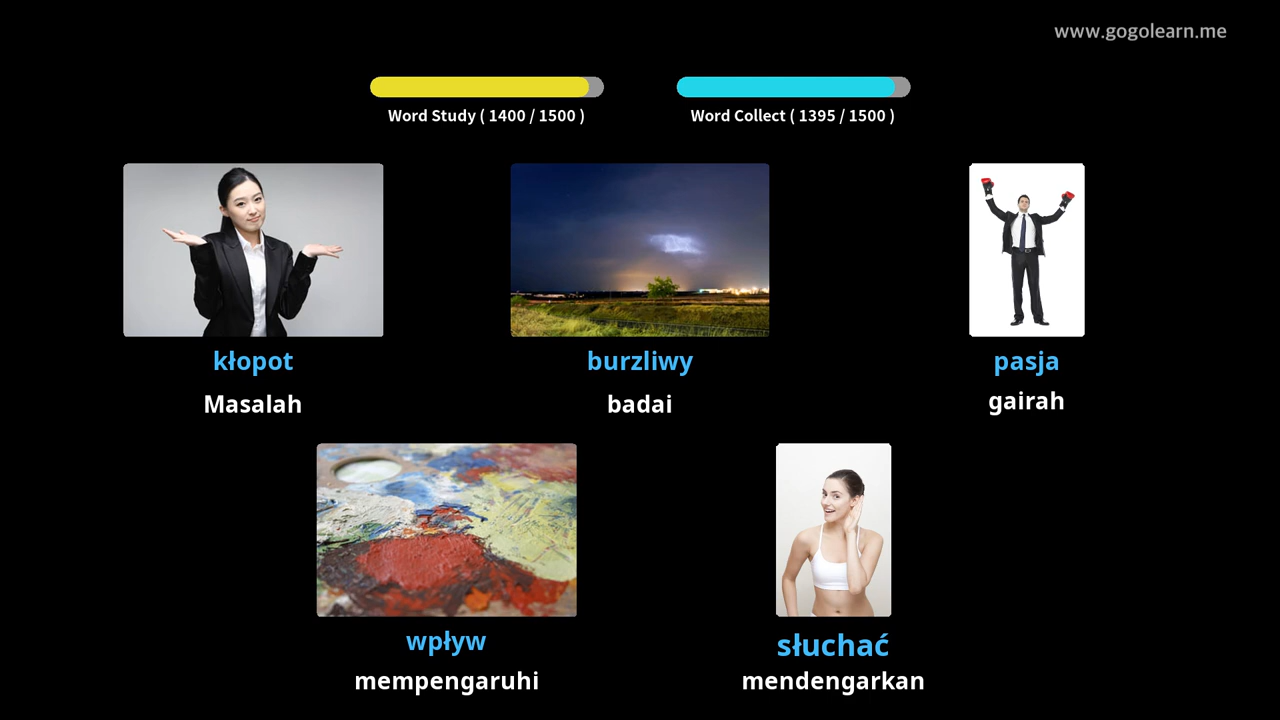 www.gogolearn.me
Word Study ( 1400 / 1500 )
Word Collect ( 1395 / 1500 )
kłopot
Masalah
burzliwy
badai
pasja
gairah
wpływ
mempengaruhi
słuchać
mendengarkan